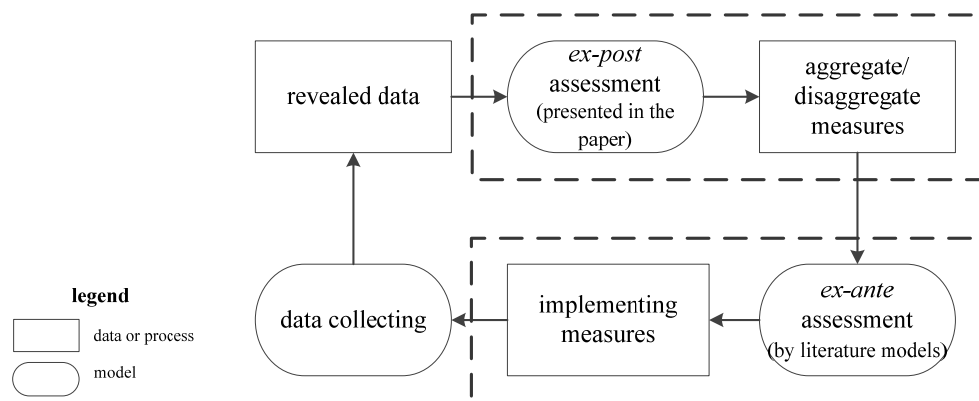 revealed data
ex-post
assessment
(presented in the
paper)
aggregate/
disaggregate
measures
data collecting
implementing
measures
ex-ante
assessment
(by literature models)
legend
data or process
model